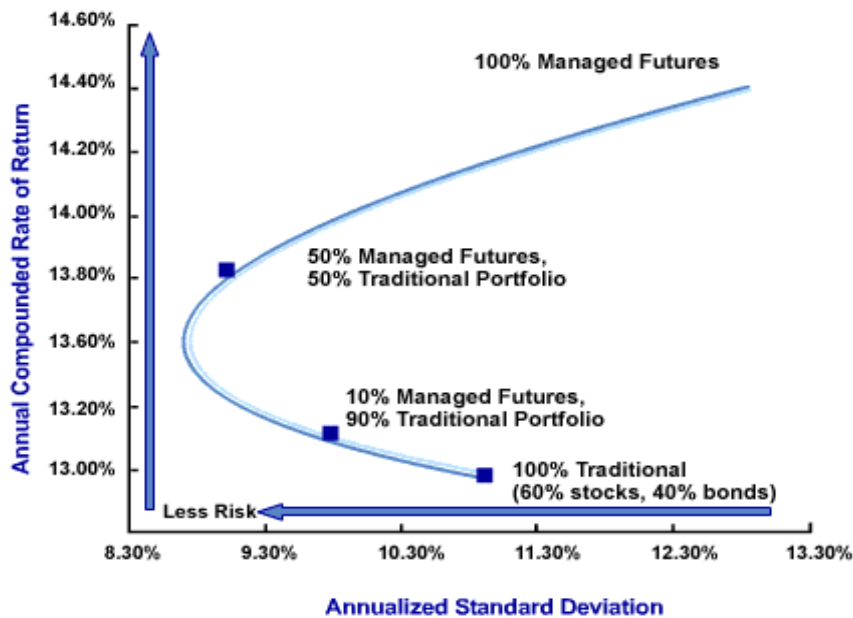 14.60%
100% Managed Futures
14.40%
14.20%
14.00%
50% Managed Futures,
13.80%
50% Traditional Portfolio
13.60%
10% Managed Futures,
13.20%
90% Traditional Portfolio
13.00%
100% Traditional
(60% stocks, 40% bonds)
Less Risk
8.30% 9.30% 10.30% 11.30% 12.30% 13.30%
Annualized Standard Deviation
Annual Compounded Rate of Return